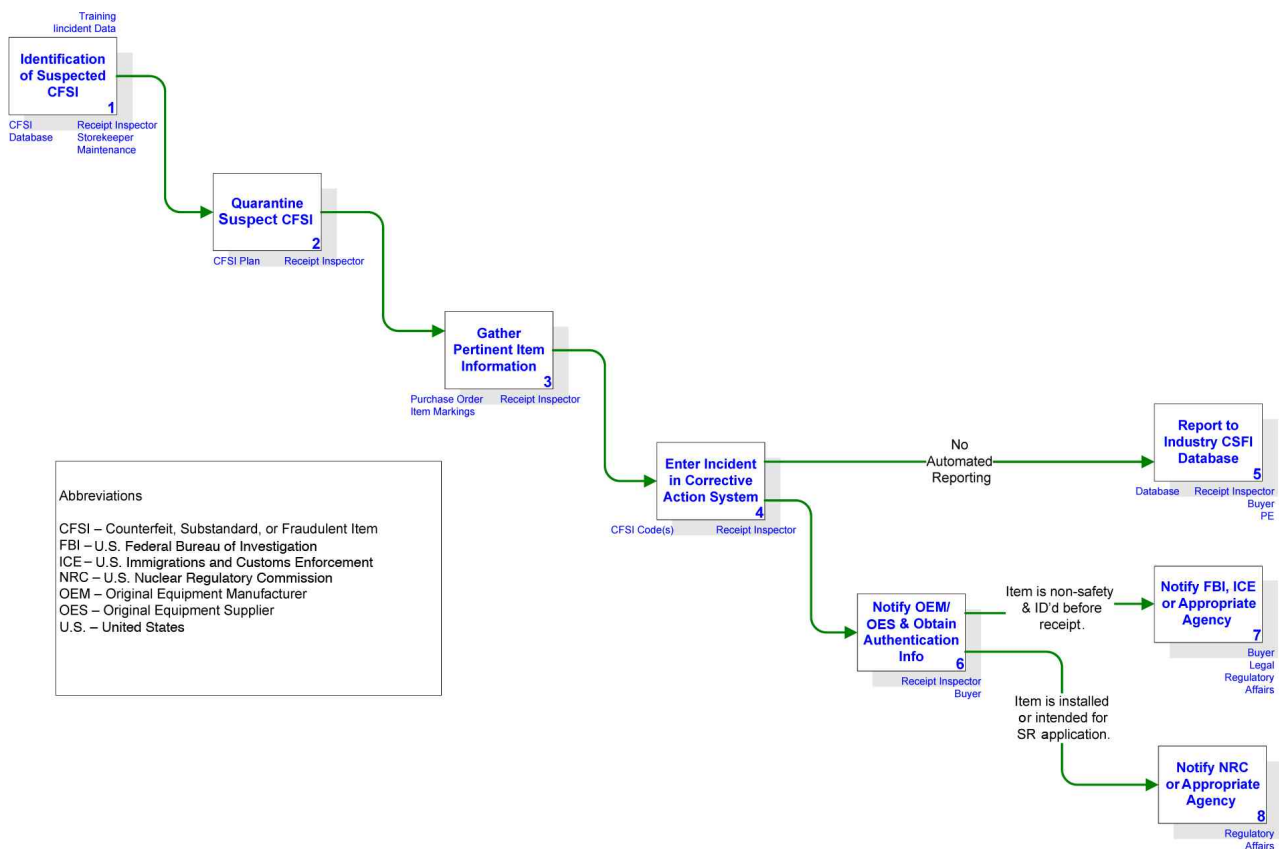 Training
Iincident Data
Identification
of Suspected
CFSI
1
CFSI
Database
Receipt Inspector
Storekeeper
Maintenance
Quarantine
Suspect CFSI
2
CFSI Plan
Receipt Inspector
Gather
Pertinent Item
Information
3
Purchase Order
Item Markings
Receipt Inspector
Enter Incident
in Corrective
Action System
4
CFSI Code(s)
Receipt Inspector
No
Automated
Reporting
Report to
Industry CSFI
Database
5
Database
Receipt Inspector
Buyer
PE
Notify OEM/
OES & Obtain
Authentication
Info
6
Receipt Inspector
Buyer
Item is non-safety
& ID'd before
receipt.
Notify FBI, ICE
or Appropriate
Agency
7
Buyer
Legal
Regulatory
Affairs
Item is installed
or intended for
SR application.
Notify NRC
or Appropriate
Agency
8
Regulatory
Affairs
Abbreviations
CFSI – Counterfeit, Substandard, or Fraudulent Item
FBI – U.S. Federal Bureau of Investigation
ICE – U.S. Immigrations and Customs Enforcement
NRC – U.S. Nuclear Regulatory Commission
OEM – Original Equipment Manufacturer
OES – Original Equipment Supplier
U.S. – United States